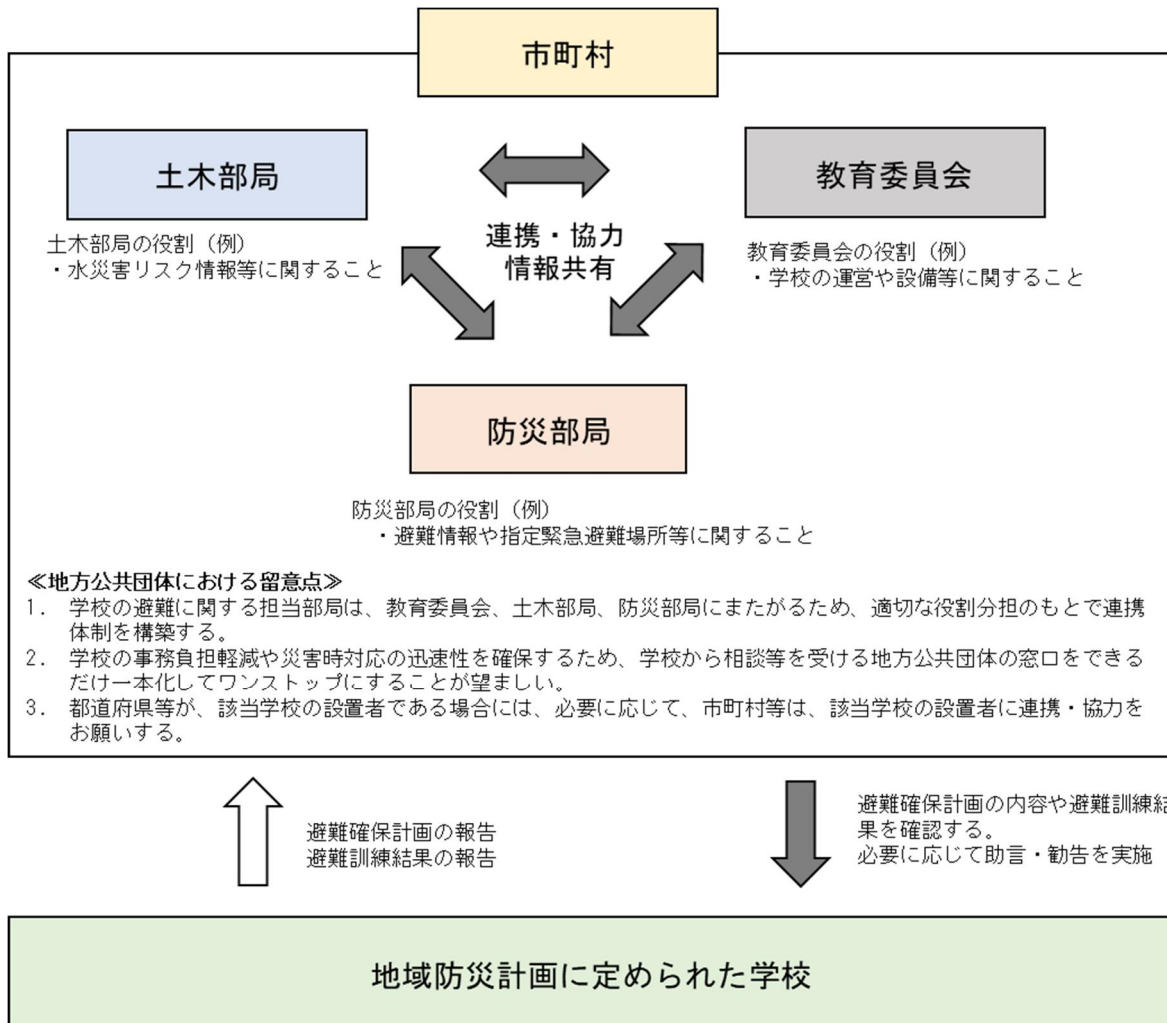 市町村
土木部局
教育委員会
土木部局の役割（例）
・水災害リスク情報等に関すること
連携・協力
情報共有
教育委員会の役割（例）
・学校の運営や設備等に関すること
防災部局
防災部局の役割（例）
・避難情報や指定緊急避難場所等に関すること
≪地方公共団体における留意点≫
1. 学校の避難に関する担当部局は、教育委員会、土木部局、防災部局にまたがるため、適切な役割分担のもとで連携
体制を構築する。
2. 学校の事務負担軽減や災害時対応の迅速性を確保するため、学校から相談等を受ける地方公共団体の窓口をできる
だけ一本化してワンストップにすることが望ましい。
3. 都道府県等が、該当学校の設置者である場合には、必要に応じて、市町村等は、該当学校の設置者に連携・協力を
お願いする。
避難確保計画の報告
避難訓練結果の報告
避難確保計画の内容や避難訓練結
果を確認する。
必要に応じて助言・勧告を実施
地域防災計画に定められた学校